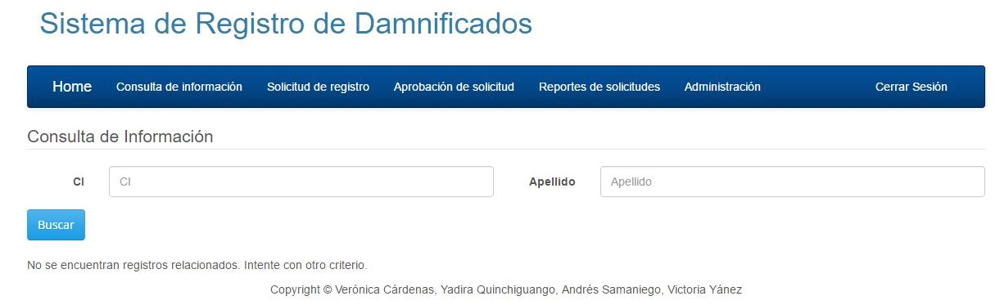 Sistema de Registro de Damnificados
Home Consulta de información Solicitud de registro Aprobación de solicitud Reportes de solicitudes Administración Cerrar Sesión
Consulta de Información
CI CI Apellido Apellido
Buscar
No se encuentran registros relacionados. Intente con otro criterio.
Copyright © Verónica Cárdenas, Yadira Quinchiguango, Andrés Samaniego, Victoria Yánez